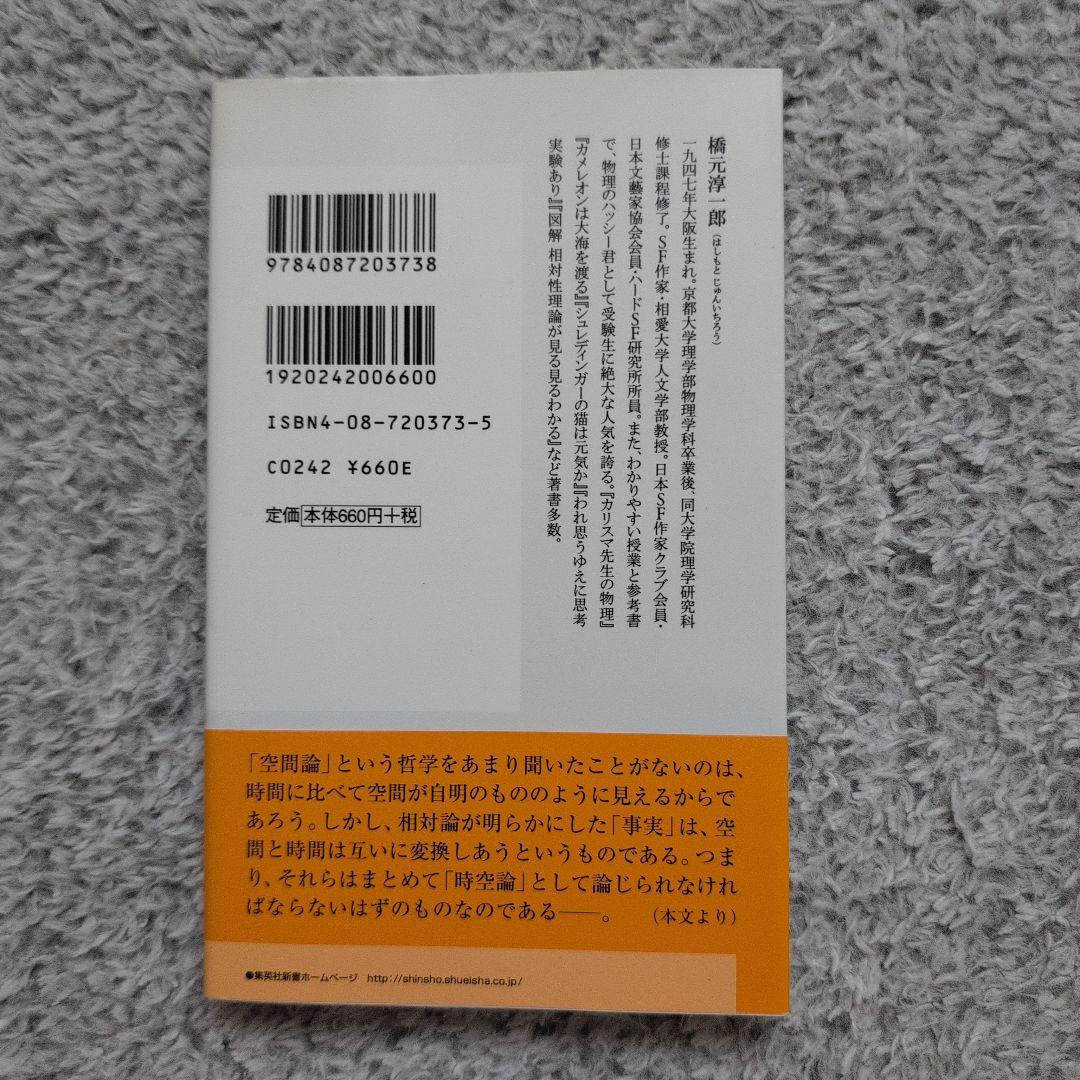 橋元淳一郎（はしもと じゅんいちろう）
一九四七年大阪生まれ。京都大学理学部物理学科卒業後、同大学院理学研究科
修士課程修了。SF作家・相愛大学人文学部教授。日本SF作家クラブ会員・
日本文藝家協会会員・ハードSF研究所所員。また、わかりやすい授業と参考書
で、物理のハッシー君として受験生に絶大な人気を誇る。『カリスマ先生の物理』
『カメレオンは大海を渡る』『シュレディンガーの猫は元気か』『われ思うゆえに思考
実験あり』『図解 相対性理論が見る見るわかる』など著書多数。
9784087203738
1920242006600
ISBN4-08-720373-5
C0242 ¥660E
定価 本体660円＋税
「空間論」という哲学をあまり聞いたことがないのは、
時間に比べて空間が自明のもののように見えるからで
あろう。しかし、相対論が明らかにした「事実」は、空
間と時間は互いに変換しあうというものである。つま
り、それらはまとめて「時空論」として論じられなけれ
ばならないはずのものなのである――。 （本文より）
●集英社新書ホームページ http://shinsho.shueisha.co.jp/